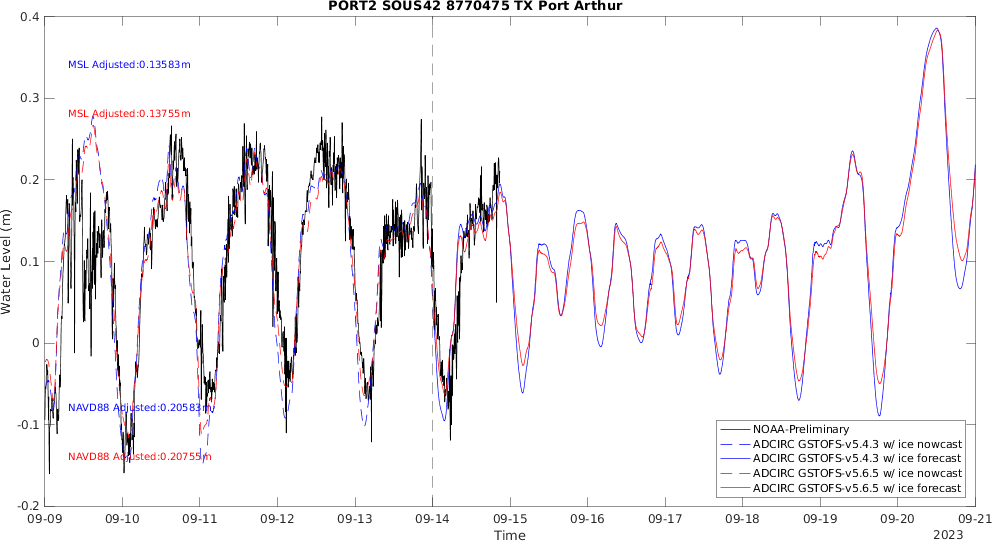 PORT2 SOUS42 8770475 TX Port Arthur
0.4
MSL Adjusted:0.13583m
0.3
MSL Adjusted:0.13755m
0.2
Water Level (m)
0.1
0
NAVD88 Adjusted:0.20583m
-0.1
NAVD88 Adjusted:0.20755m
-0.2
NOAA-Preliminary
ADCIRC GSTOFS-v5.4.3 w/ ice nowcast
ADCIRC GSTOFS-v5.4.3 w/ ice forecast
ADCIRC GSTOFS-v5.6.5 w/ ice nowcast
ADCIRC GSTOFS-v5.6.5 w/ ice forecast
09-09 09-10 09-11 09-12 09-13 09-14 09-15 09-16 09-17 09-18 09-19 09-20 09-21
Time
2023